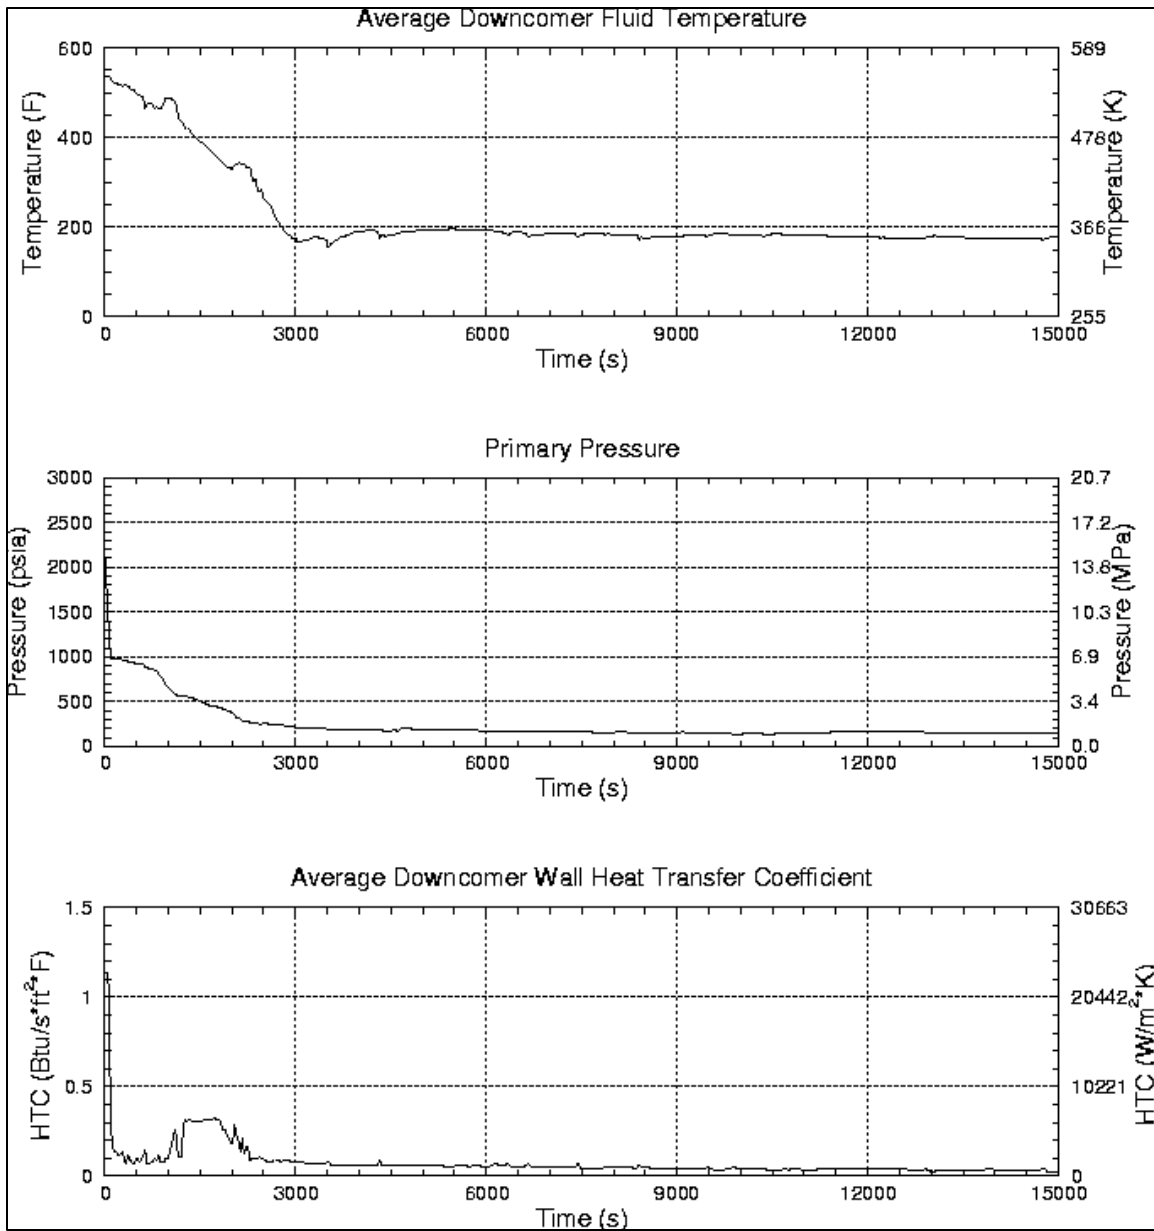 Average Downcomer Fluid Temperature
Temperature (F)
600
400
200
0
589
478
366
255
Temperature (K)
0 3000 6000 9000 12000 15000
Time (s)
Primary Pressure
Pressure (psia)
3000
2500
2000
1500
1000
500
0
20.7
17.2
13.8
10.3
6.9
3.4
0.0
Pressure (MPa)
0 3000 6000 9000 12000 15000
Time (s)
Average Downcomer Wall Heat Transfer Coefficient
HTC (Btu/s*ft²*F)
1.5
1
0.5
0
30663
20442
10221
0
HTC (W/m²*K)
0 3000 6000 9000 12000 15000
Time (s)